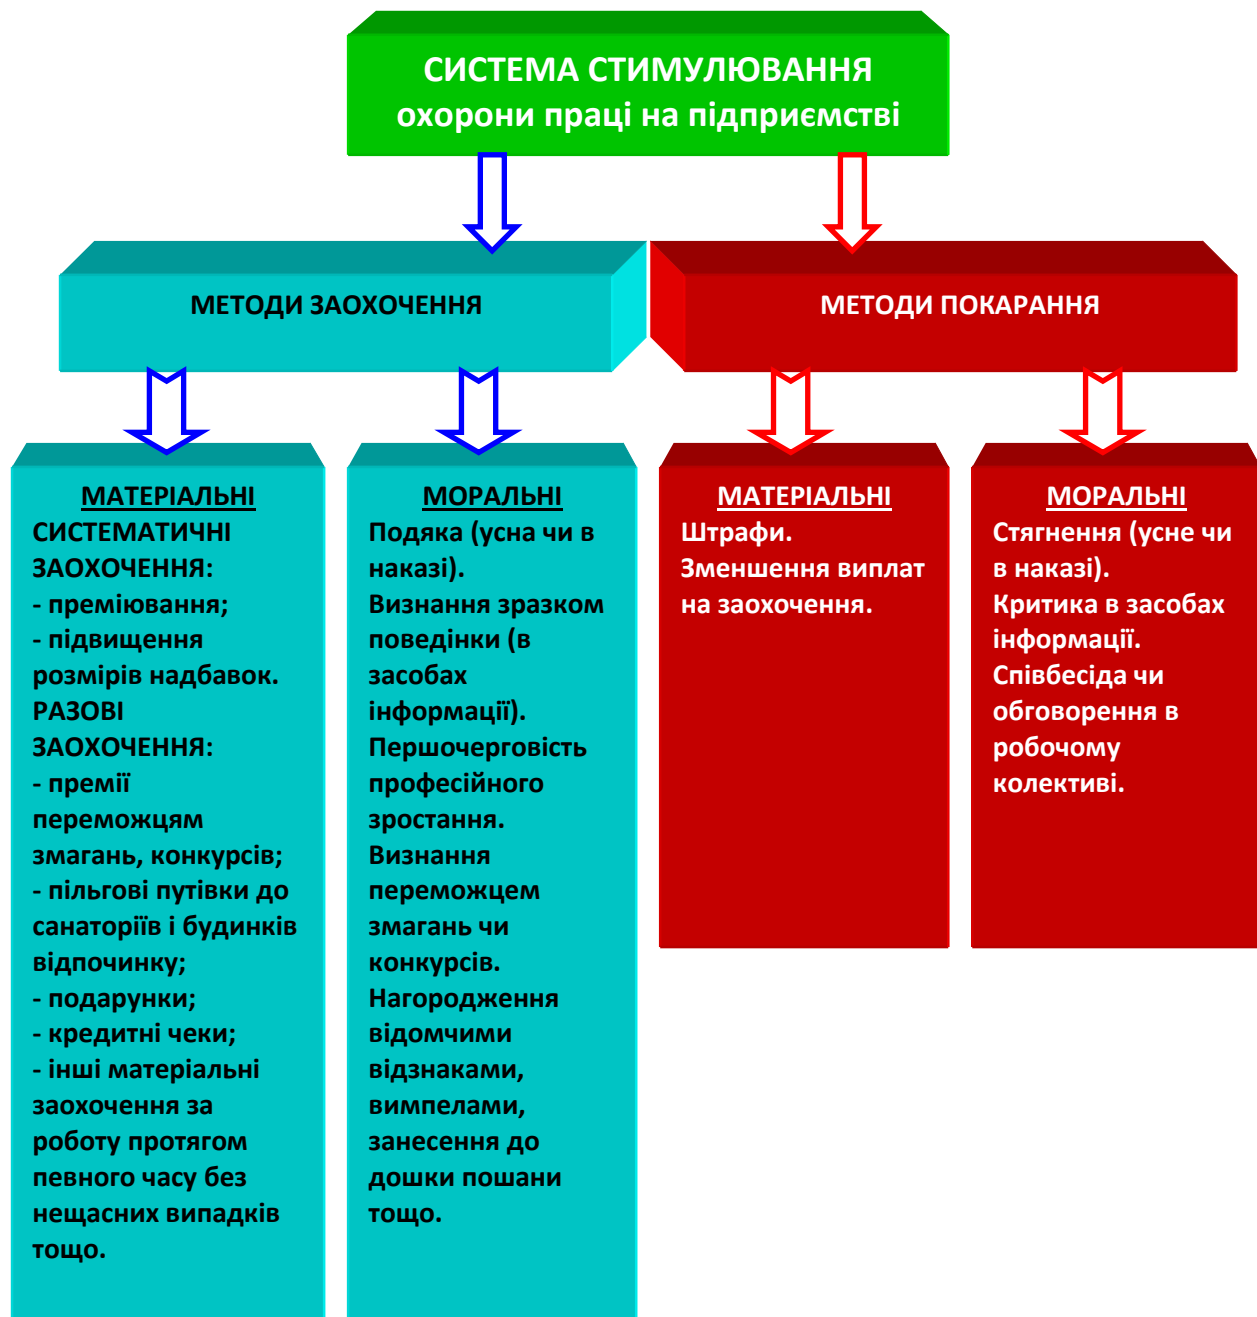 СИСТЕМА СТИМУЛЮВАННЯ
охорони праці на підприємстві
МЕТОДИ ЗАОХОЧЕННЯ
МЕТОДИ ПОКАРАННЯ
МАТЕРІАЛЬНІ
СИСТЕМАТИЧНІ
ЗАОХОЧЕННЯ:
- преміювання;
- підвищення
розмірів надбавок.
РАЗОВІ
ЗАОХОЧЕННЯ:
- премії
переможцям
змагань, конкурсів;
- пільгові путівки до
санаторіїв і будинків
відпочинку;
- подарунки;
- кредитні чеки;
- інші матеріальні
заохочення за
роботу протягом
певного часу без
нещасних випадків
тощо.
МОРАЛЬНІ
Подяка (усна чи в
наказі).
Визнання зразком
поведінки (в
засобах
інформації).
Першочерговість
професійного
зростання.
Визнання
переможцем
змагань чи
конкурсів.
Нагородження
відомчими
відзнаками,
вимпелами,
занесення до
дошки пошани
тощо.
МАТЕРІАЛЬНІ
Штрафи.
Зменшення виплат
на заохочення.
МОРАЛЬНІ
Стягнення (усне чи
в наказі).
Критика в засобах
інформації.
Співбесіда чи
обговорення в
робочому
колективі.